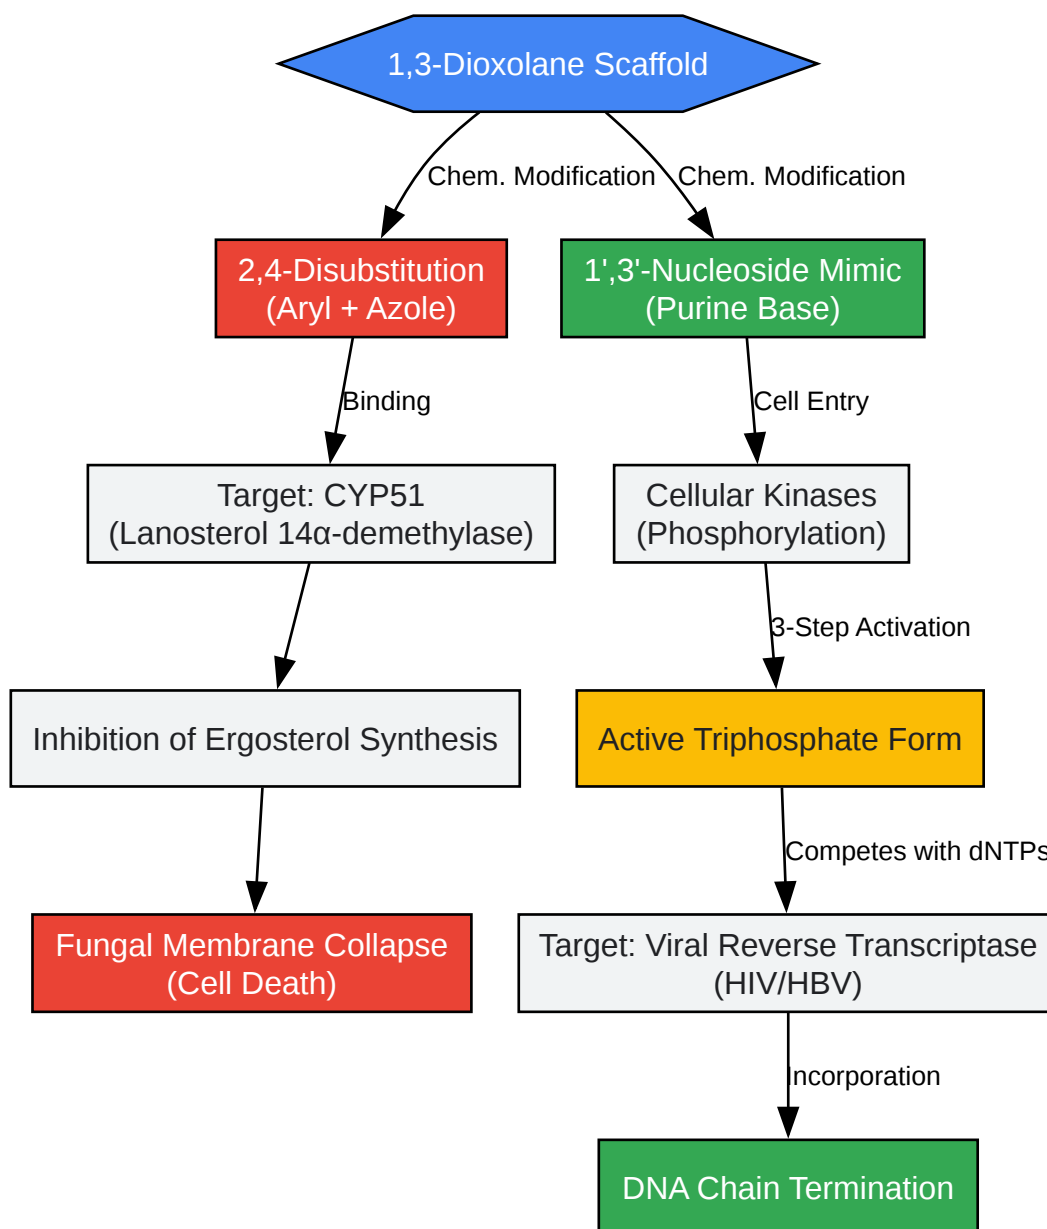 1,3-Dioxolane Scaffold
Chem. Modification
Chem. Modification
2,4-Disubstitution
(Aryl + Azole)
1',3'-Nucleoside Mimic
(Purine Base)
Binding
Cell Entry
Target: CYP51
(Lanosterol 14α-demethylase)
Cellular Kinases
(Phosphorylation)
3-Step Activation
Inhibition of Ergosterol Synthesis
Active Triphosphate Form
Competes with dNTPs
Fungal Membrane Collapse
(Cell Death)
Target: Viral Reverse Transcriptase
(HIV/HBV)
Incorporation
DNA Chain Termination